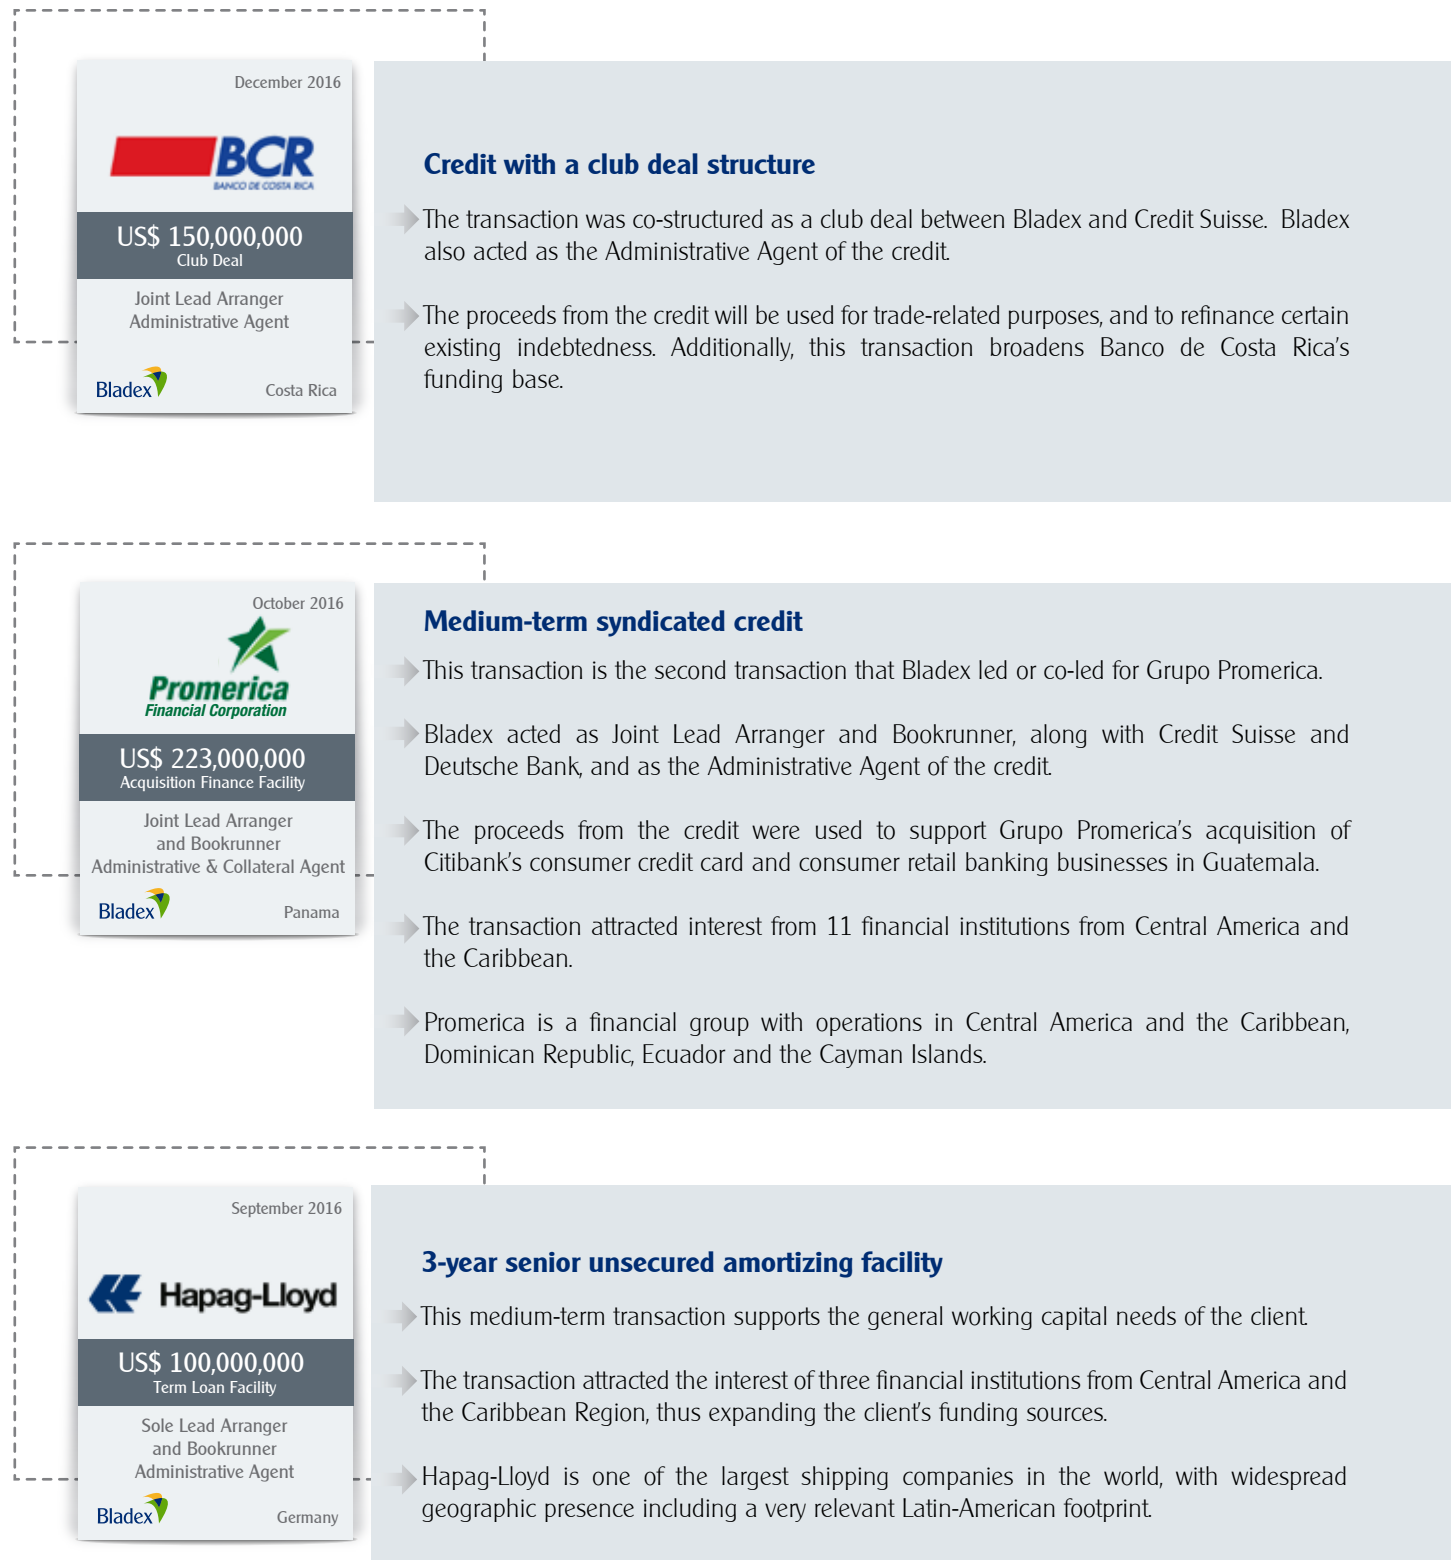 December 2016
BCR
BANCO DE COSTA RICA
US$ 150,000,000
Club Deal
Joint Lead Arranger
Administrative Agent
Bladex
Costa Rica
Credit with a club deal structure
The transaction was co-structured as a club deal between Bladex and Credit Suisse. Bladex
also acted as the Administrative Agent of the credit.
The proceeds from the credit will be used for trade-related purposes, and to refinance certain
existing indebtedness. Additionally, this transaction broadens Banco de Costa Rica's
funding base.
October 2016
Promerica
Financial Corporation
US$ 223,000,000
Acquisition Finance Facility
Joint Lead Arranger
and Bookrunner
Administrative & Collateral Agent
Bladex
Panama
Medium-term syndicated credit
This transaction is the second transaction that Bladex led or co-led for Grupo Promerica.
Bladex acted as Joint Lead Arranger and Bookrunner, along with Credit Suisse and
Deutsche Bank, and as the Administrative Agent of the credit.
The proceeds from the credit were used to support Grupo Promerica's acquisition of
Citibank's consumer credit card and consumer retail banking businesses in Guatemala.
The transaction attracted interest from 11 financial institutions from Central America and
the Caribbean.
Promerica is a financial group with operations in Central America and the Caribbean,
Dominican Republic, Ecuador and the Cayman Islands.
September 2016
Hapag-Lloyd
US$ 100,000,000
Term Loan Facility
Sole Lead Arranger
and Bookrunner
Administrative Agent
Bladex
Germany
3-year senior unsecured amortizing facility
This medium-term transaction supports the general working capital needs of the client.
The transaction attracted the interest of three financial institutions from Central America and
the Caribbean Region, thus expanding the client's funding sources.
Hapag-Lloyd is one of the largest shipping companies in the world, with widespread
geographic presence including a very relevant Latin-American footprint.